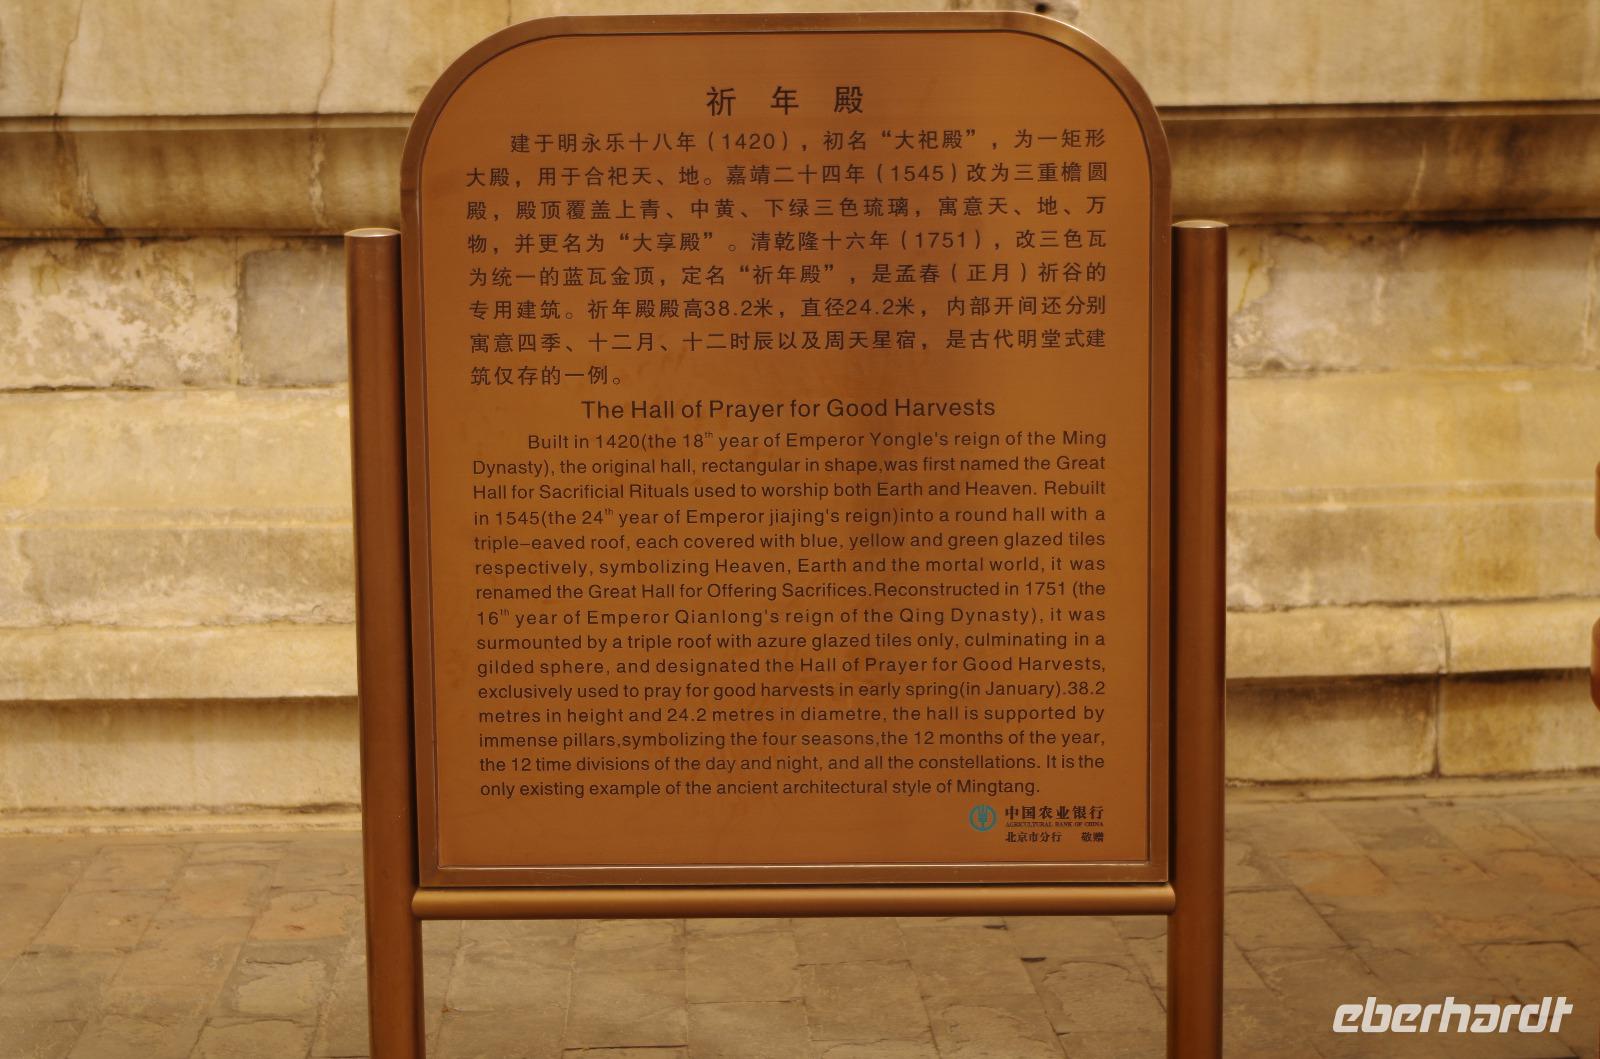 祈年殿
建于明永乐十八年（1420），初名“大祀殿”，为一矩形
大殿，用于合祀天、地。嘉靖二十四年（1545）改为三重檐圆
殿，殿顶覆盖上青、中黄、下绿三色琉璃，寓意天、地、万
物，并更名为“大享殿”。清乾隆十六年（1751），改三色瓦
为统一的蓝瓦金顶，定名“祈年殿”，是孟春（正月）祈谷的
专用建筑。祈年殿殿高38.2米，直径24.2米，内部开间还分别
寓意四季、十二月、十二时辰以及周天星宿，是古代明堂式建
筑仅存的一例。
The Hall of Prayer for Good Harvests
Built in 1420(the 18th year of Emperor Yongle's reign of the Ming
Dynasty), the original hall, rectangular in shape,was first named the Great
Hall for Sacrificial Rituals used to worship both Earth and Heaven. Rebuilt
in 1545(the 24th year of Emperor jiajing's reign)into a round hall with a
triple–eaved roof, each covered with blue, yellow and green glazed tiles
respectively, symbolizing Heaven, Earth and the mortal world, it was
renamed the Great Hall for Offering Sacrifices.Reconstructed in 1751 (the
16th year of Emperor Qianlong's reign of the Qing Dynasty), it was
surmounted by a triple roof with azure glazed tiles only, culminating in a
gilded sphere, and designated the Hall of Prayer for Good Harvests,
exclusively used to pray for good harvests in early spring(in January).38.2
metres in height and 24.2 metres in diametre, the hall is supported by
immense pillars,symbolizing the four seasons,the 12 months of the year,
the 12 time divisions of the day and night, and all the constellations. It is the
only existing example of the ancient architectural style of Mingtang.
中国农业银行
AGRICULTURAL BANK OF CHINA
北京市分行 敬赠
eberhardt